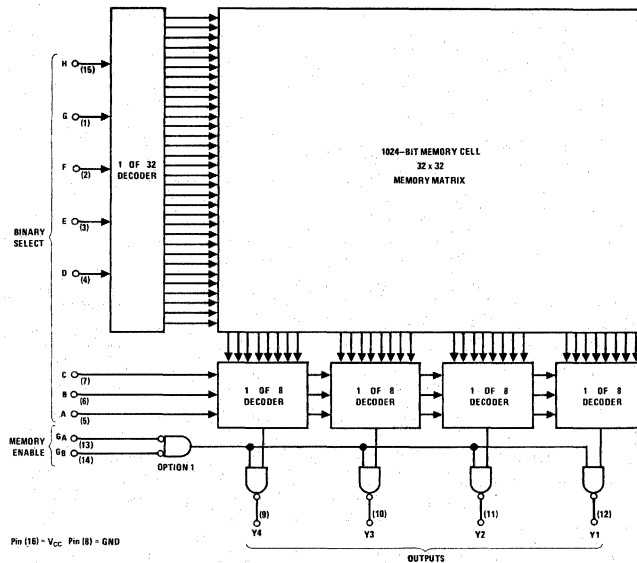 H
(15)
G
(1)
F
(2)
E
(3)
D
(4)
BINARY
SELECT
1 OF 32
DECODER
1024-BIT MEMORY CELL
32 x 32
MEMORY MATRIX
C
(7)
B
(6)
A
(5)
1 OF 8
DECODER
1 OF 8
DECODER
1 OF 8
DECODER
1 OF 8
DECODER
MEMORY
ENABLE
GA
(13)
GB
(14)
OPTION 1
(9)
(10)
(11)
(12)
Y4
Y3
Y2
Y1
Pin (16) = VCC Pin (8) = GND
OUTPUTS